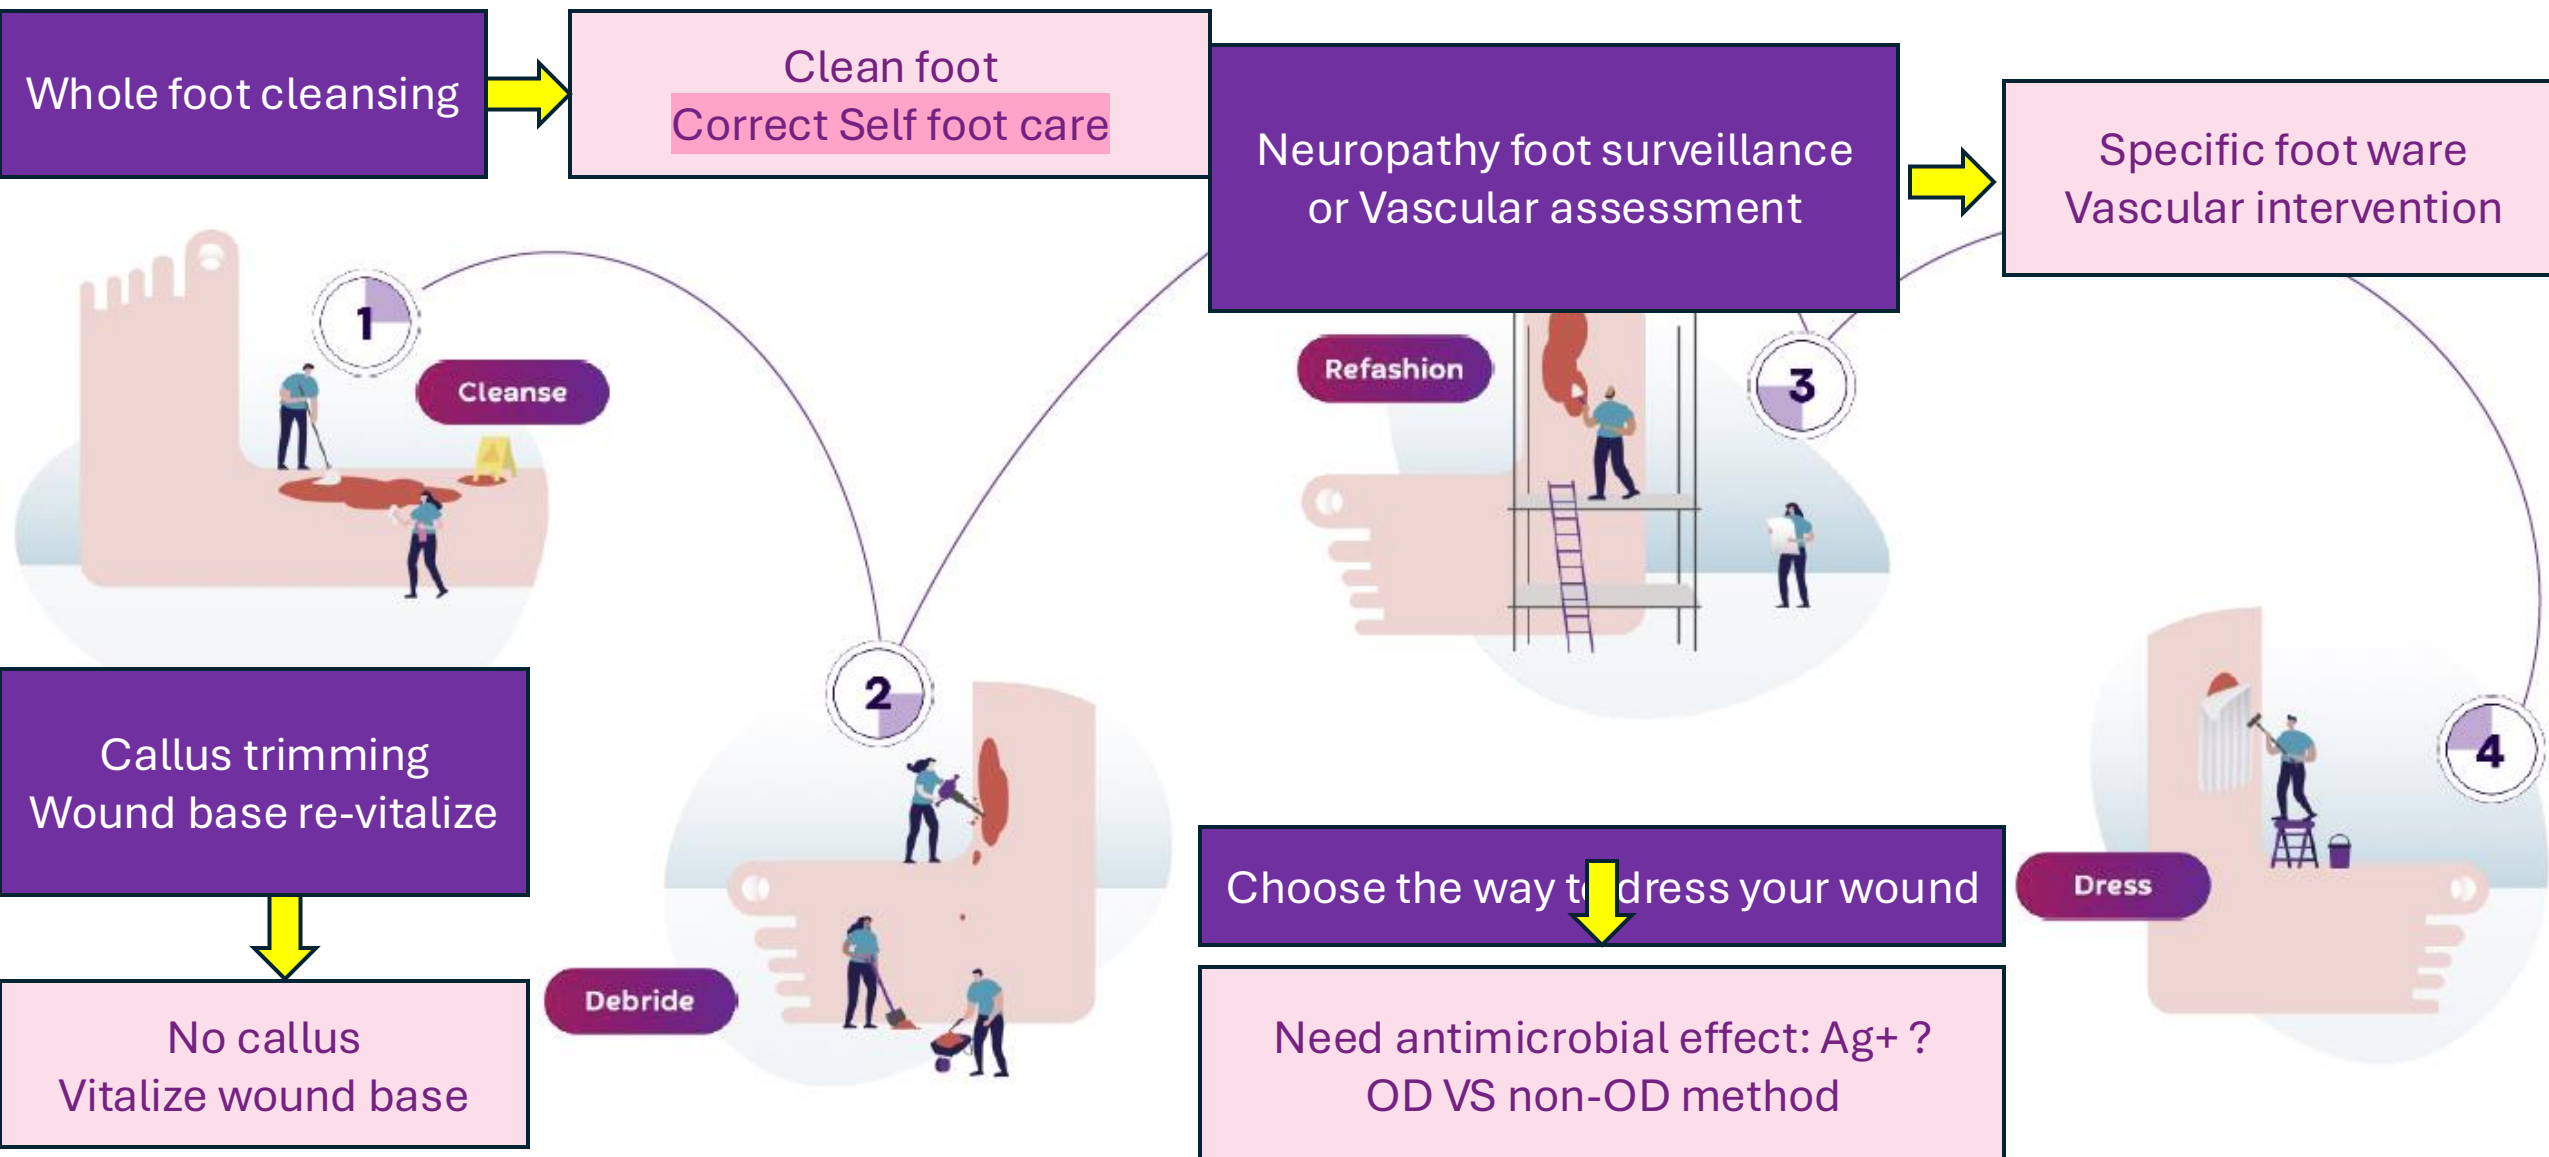 Whole foot cleansing
Clean foot
Correct Self foot care
1
Cleanse
Callus trimming
Wound base re-vitalize
No callus
Vitalize wound base
2
Debride
Neuropathy foot surveillance
or Vascular assessment
Specific foot ware
Vascular intervention
Refashion
3
Choose the way to dress your wound
Need antimicrobial effect: Ag+ ?
OD VS non-OD method
Dress
4